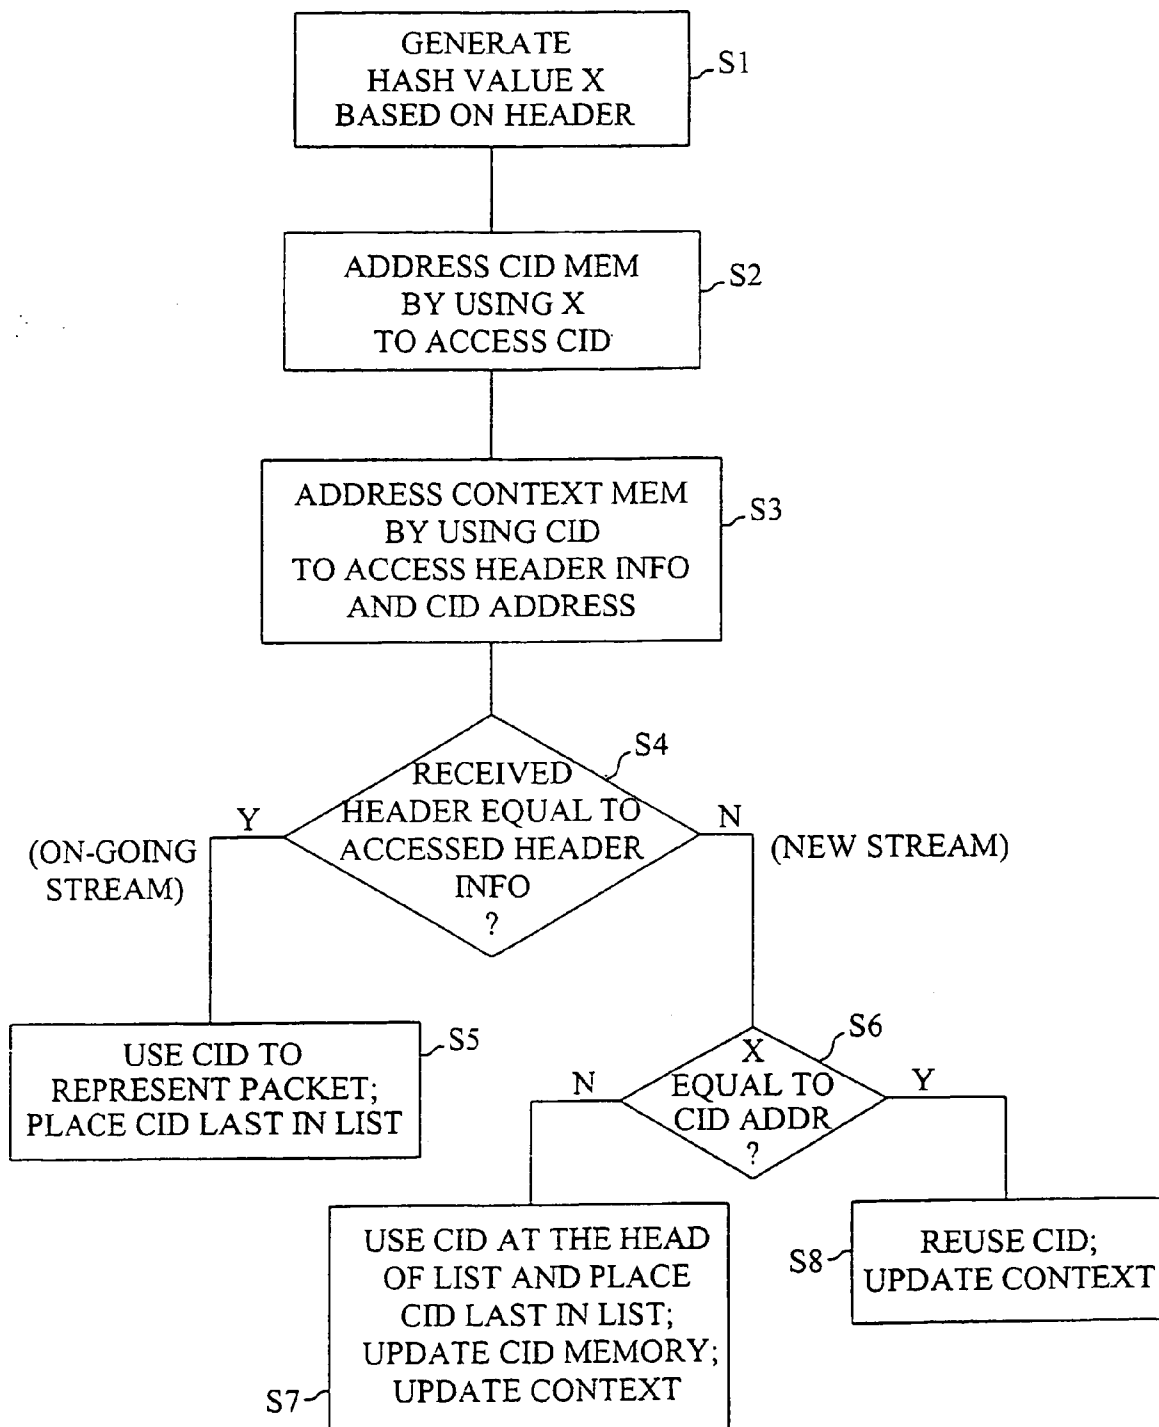 GENERATE
HASH VALUE X
BASED ON HEADER
S1
ADDRESS CID MEM
BY USING X
TO ACCESS CID
S2
ADDRESS CONTEXT MEM
BY USING CID
TO ACCESS HEADER INFO
AND CID ADDRESS
S3
S4
RECEIVED
HEADER EQUAL TO
ACCESSED HEADER
INFO
?
Y
(ON-GOING
STREAM)
N
(NEW STREAM)
USE CID TO
REPRESENT PACKET;
PLACE CID LAST IN LIST
S5
S6
X
EQUAL TO
CID ADDR
?
N
Y
USE CID AT THE HEAD
OF LIST AND PLACE
CID LAST IN LIST;
UPDATE CID MEMORY;
UPDATE CONTEXT
S7
REUSE CID;
UPDATE CONTEXT
S8